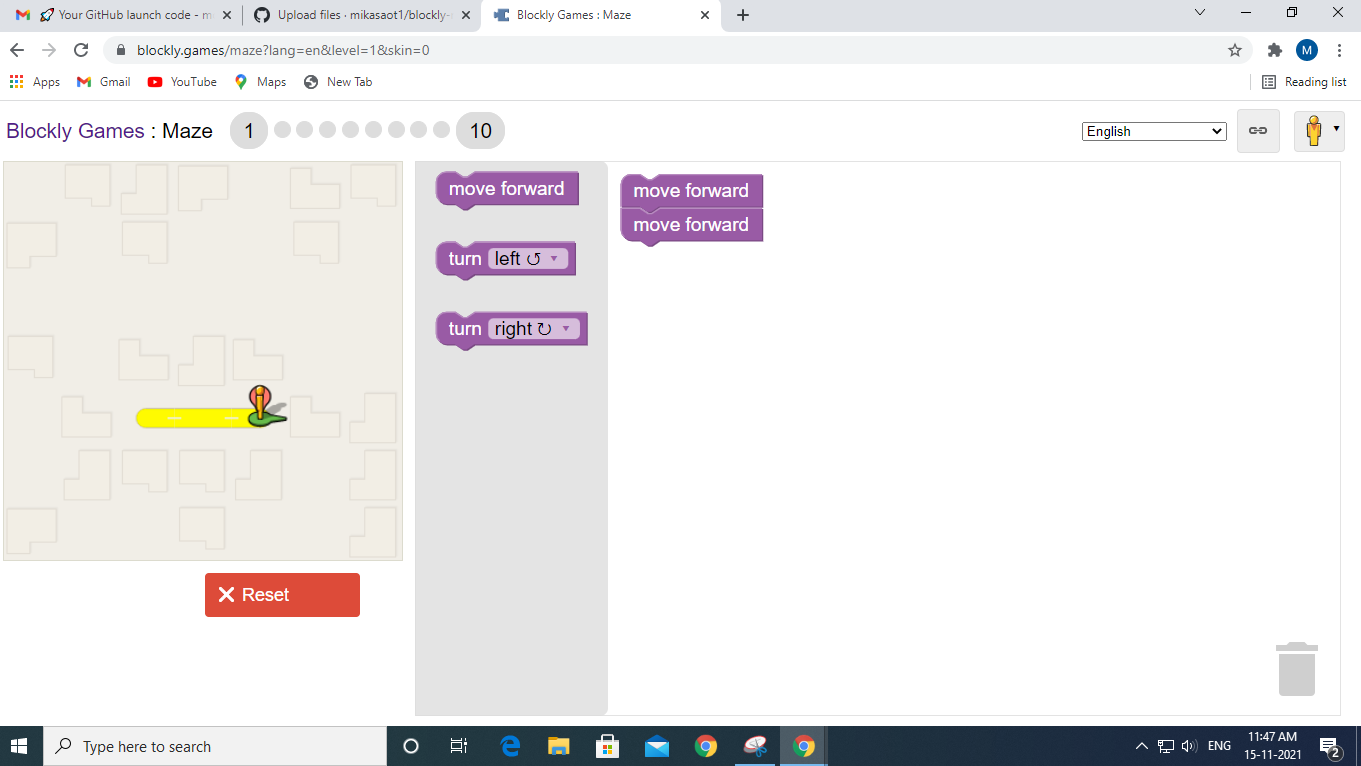 Your GitHub launch code - m
Upload files · mikasaot1/blockly-
Blockly Games : Maze
blockly.games/maze?lang=en&level=1&skin=0
M
Apps
Gmail
YouTube
Maps
New Tab
Reading list
Blockly Games : Maze
1
10
English
move forward
turn left ↺
turn right ↻
move forward
move forward
Reset
Type here to search
ENG
11:47 AM
15-11-2021
2